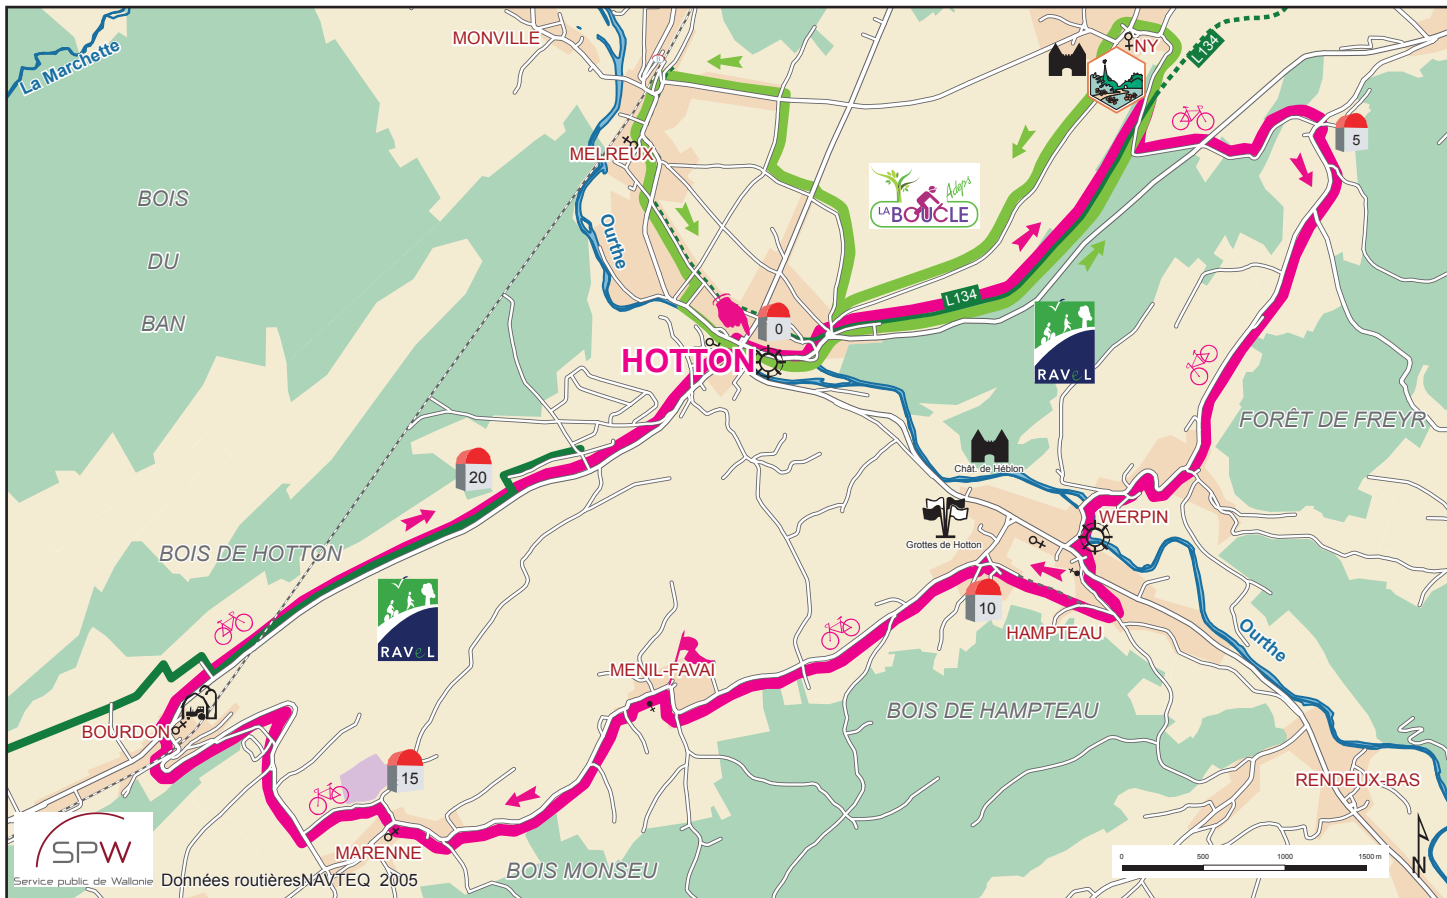 La Marchette
MONVILLE
NY
L134
5
MELREUX
BOIS
DU
BAN
Ourthe
Adeps
LA BOUCLE
L134
0
HOTTON
RAVeL
FORÊT DE FREYR
Chât. de Héblon
20
Grottes de Hotton
WERPIN
BOIS DE HOTTON
10
HAMPTEAU
Ourthe
RAVeL
MENIL-FAVAI
BOIS DE HAMPTEAU
BOURDON
15
RENDEUX-BAS
MARENNE
BOIS MONSEU
SPW
Service public de Wallonie
Données routièresNAVTEQ 2005
0 500 1000 1500 m
N